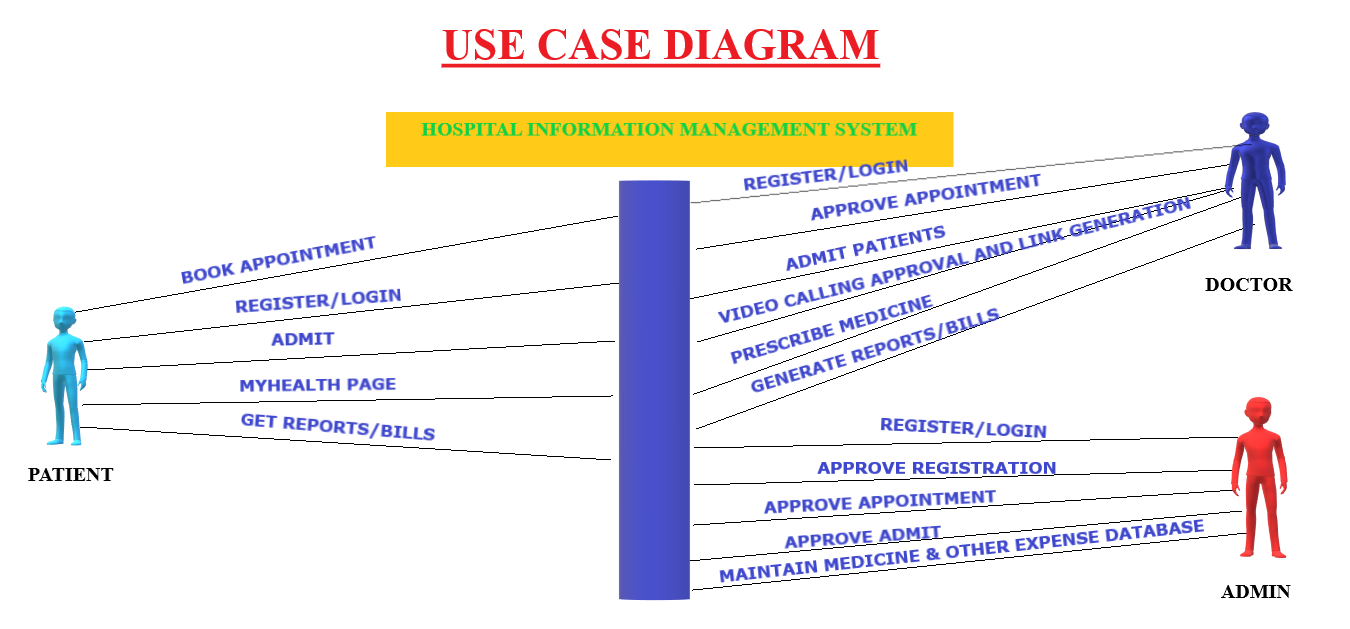 USE CASE DIAGRAM
HOSPITAL INFORMATION MANAGEMENT SYSTEM
BOOK APPOINTMENT
REGISTER/LOGIN
ADMIT
MYHEALTH PAGE
GET REPORTS/BILLS
PATIENT
REGISTER/LOGIN
APPROVE APPOINTMENT
ADMIT PATIENTS
VIDEO CALLING APPROVAL AND LINK GENERATION
PRESCRIBE MEDICINE
GENERATE REPORTS/BILLS
DOCTOR
REGISTER/LOGIN
APPROVE REGISTRATION
APPROVE APPOINTMENT
APPROVE ADMIT
MAINTAIN MEDICINE & OTHER EXPENSE DATABASE
ADMIN